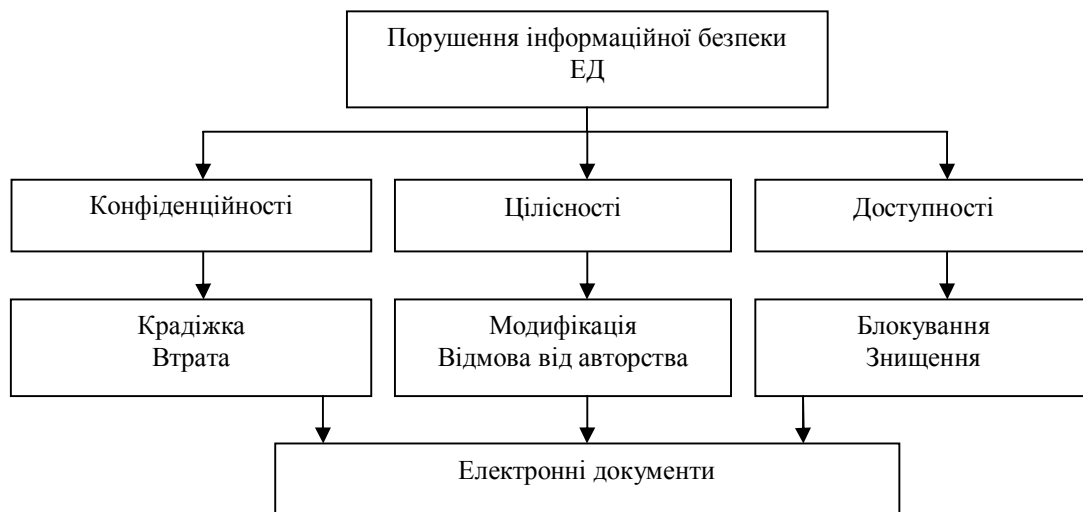 Порушення інформаційної безпеки
ЕД
Конфіденційності
Цілісності
Доступності
Крадіжка
Втрата
Модифікація
Відмова від авторства
Блокування
Знищення
Електронні документи